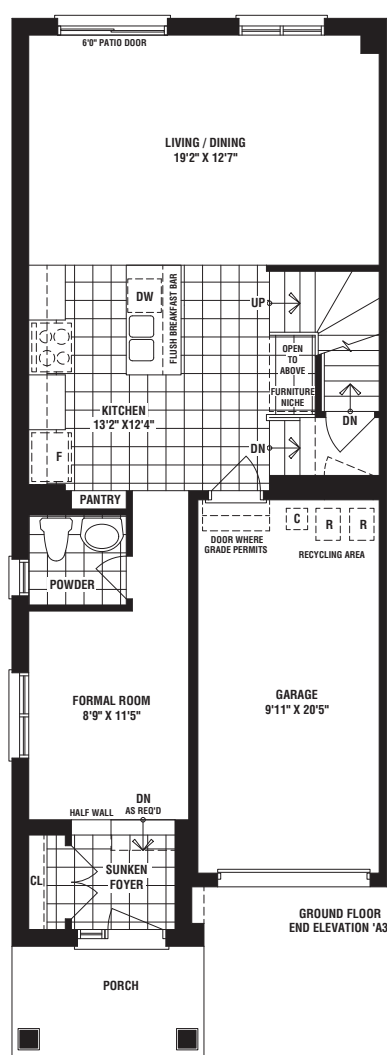 6'0" PATIO DOOR
LIVING / DINING
19'2" X 12'7"
DW
FLUSH BREAKFAST BAR
UP
OPEN
TO
ABOVE
FURNITURE
NICHE
DN
KITCHEN
13'2" X12'4"
DN
F
PANTRY
DOOR WHERE
GRADE PERMITS
C
R
R
RECYCLING AREA
POWDER
FORMAL ROOM
8'9" X 11'5"
GARAGE
9'11" X 20'5"
HALF WALL
DN
AS REQ'D
CL
SUNKEN
FOYER
GROUND FLOOR
END ELEVATION 'A3
PORCH